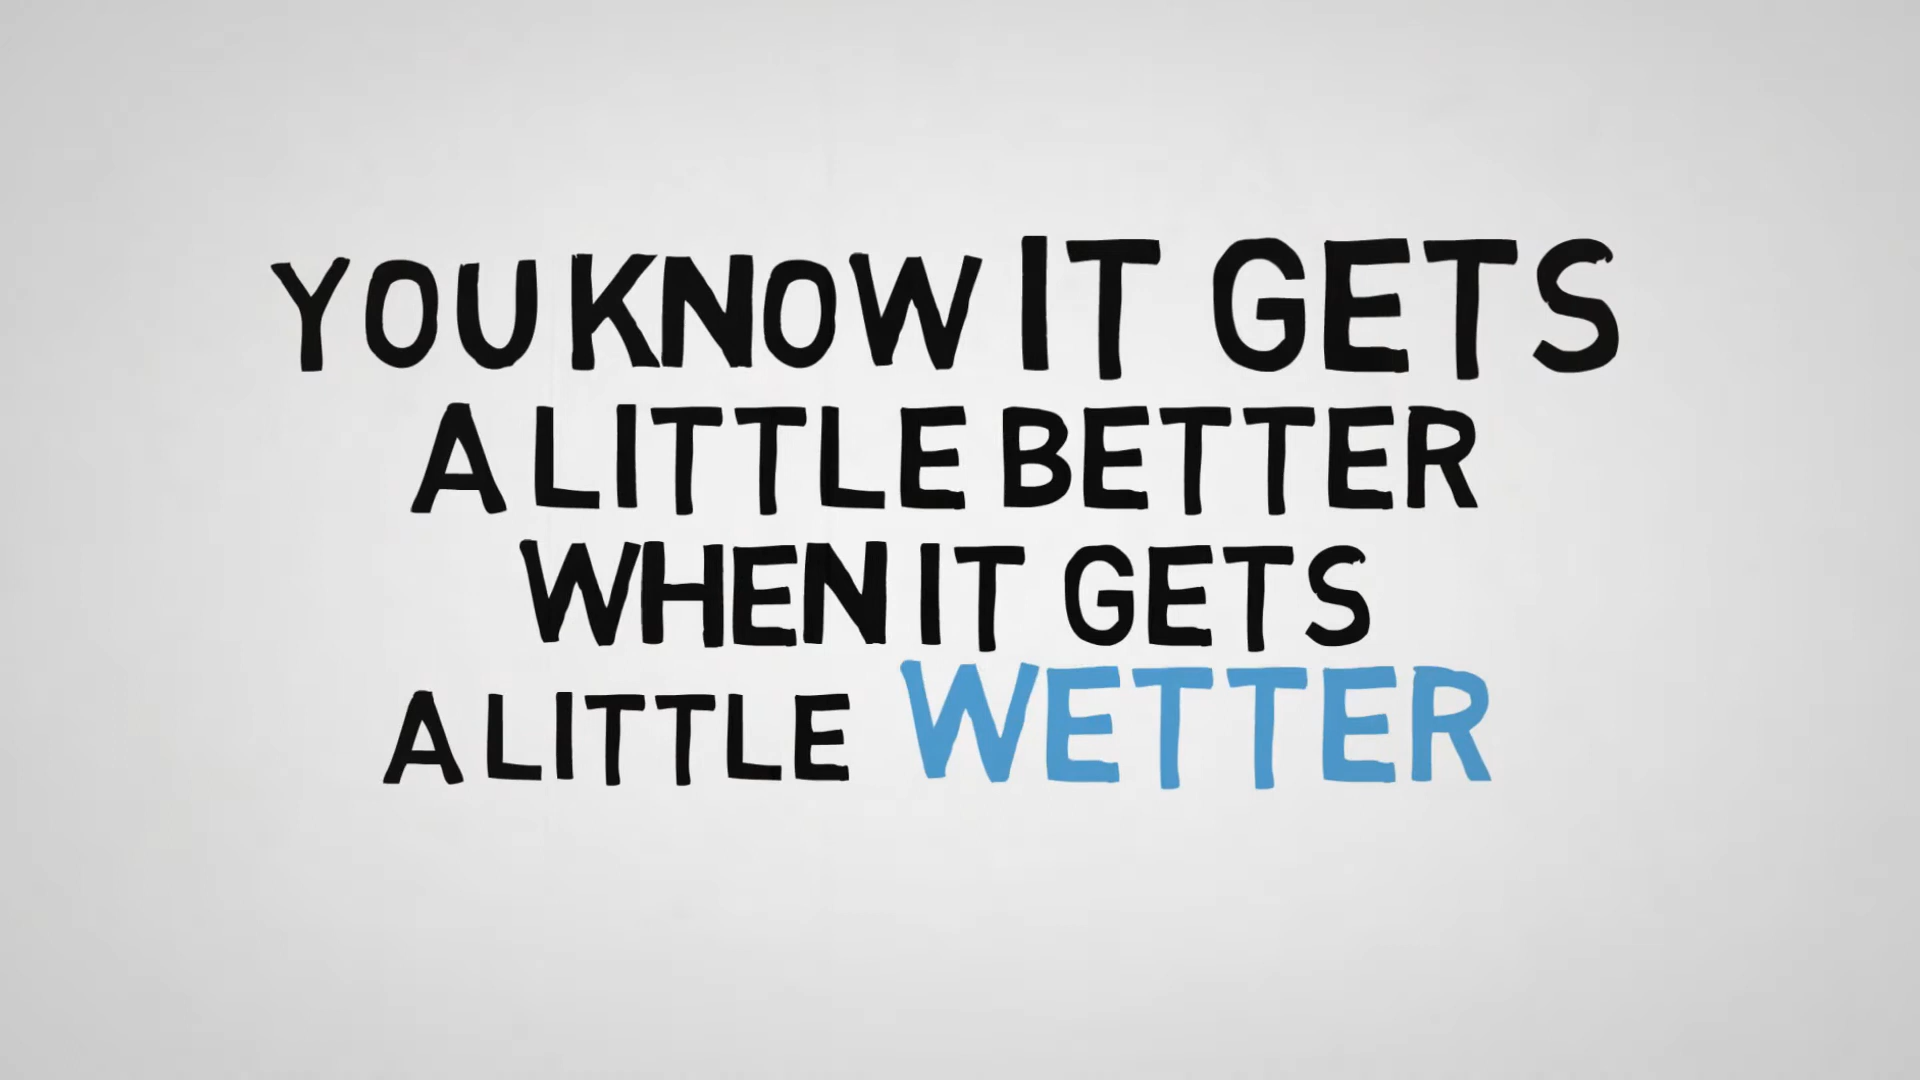 YOU KNOW IT GETS
A LITTLE BETTER
WHEN IT GETS
A LITTLE WETTER